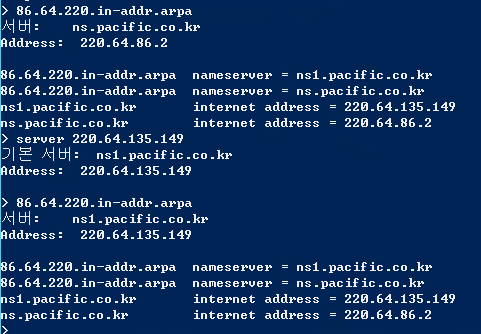 > 86.64.220.in-addr.arpa
서버:    ns.pacific.co.kr
Address:  220.64.86.2
86.64.220.in-addr.arpa  nameserver = ns1.pacific.co.kr
86.64.220.in-addr.arpa  nameserver = ns.pacific.co.kr
ns1.pacific.co.kr       internet address = 220.64.135.149
ns.pacific.co.kr        internet address = 220.64.86.2
> server 220.64.135.149
기본 서버:  ns1.pacific.co.kr
Address:  220.64.135.149
> 86.64.220.in-addr.arpa
서버:    ns1.pacific.co.kr
Address:  220.64.135.149
86.64.220.in-addr.arpa  nameserver = ns1.pacific.co.kr
86.64.220.in-addr.arpa  nameserver = ns.pacific.co.kr
ns1.pacific.co.kr       internet address = 220.64.135.149
ns.pacific.co.kr        internet address = 220.64.86.2
>